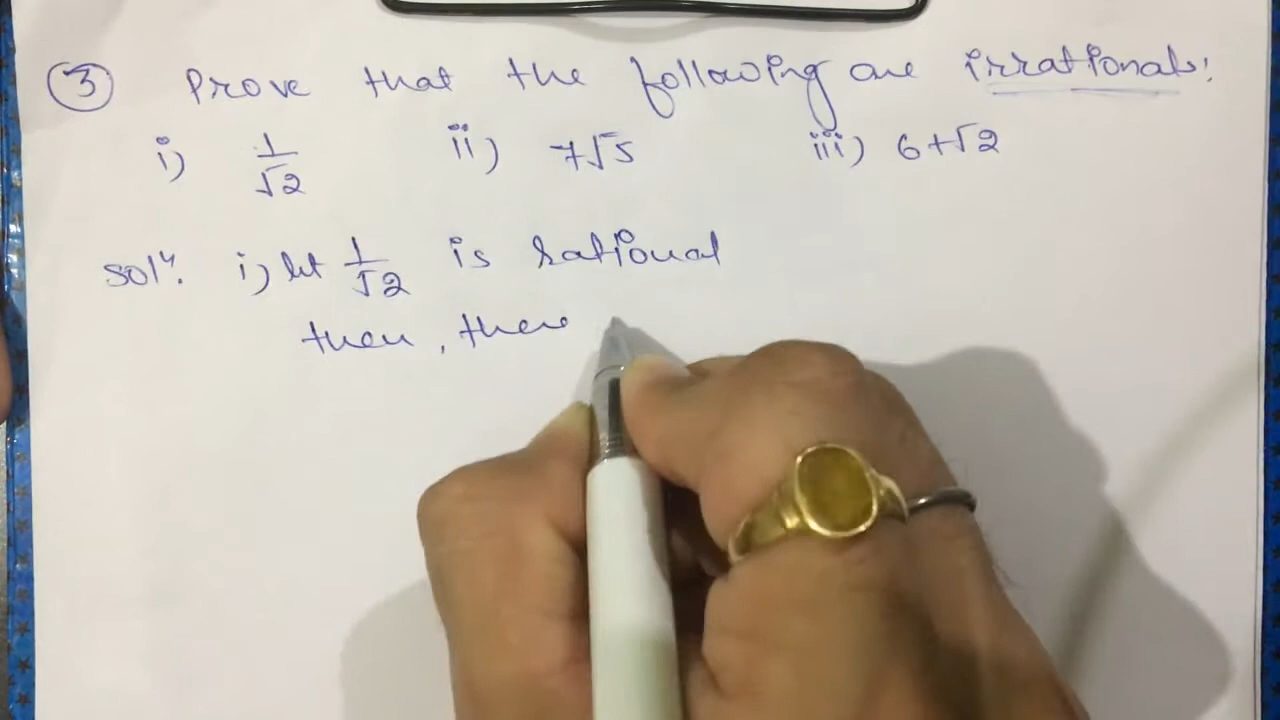 ③ Prove that the following are irrationals:
i) 1/√2 ii) 7√5 iii) 6+√2
Solⁿ: i) let 1/√2 is rational
then, there